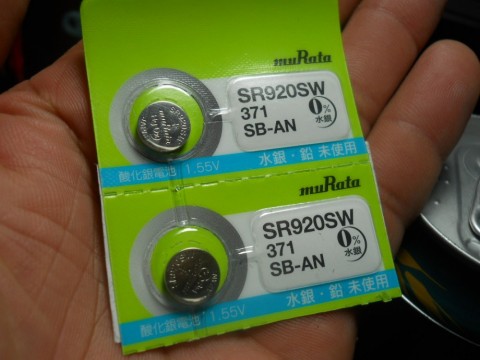 muRata
SR920SW
371
SB-AN
0%
水銀
酸化銀電池 1.55V
水銀・鉛 未使用
muRata
SR920SW
371
SB-AN
0%
水銀
酸化銀電池 1.55V
水銀・鉛 未使用